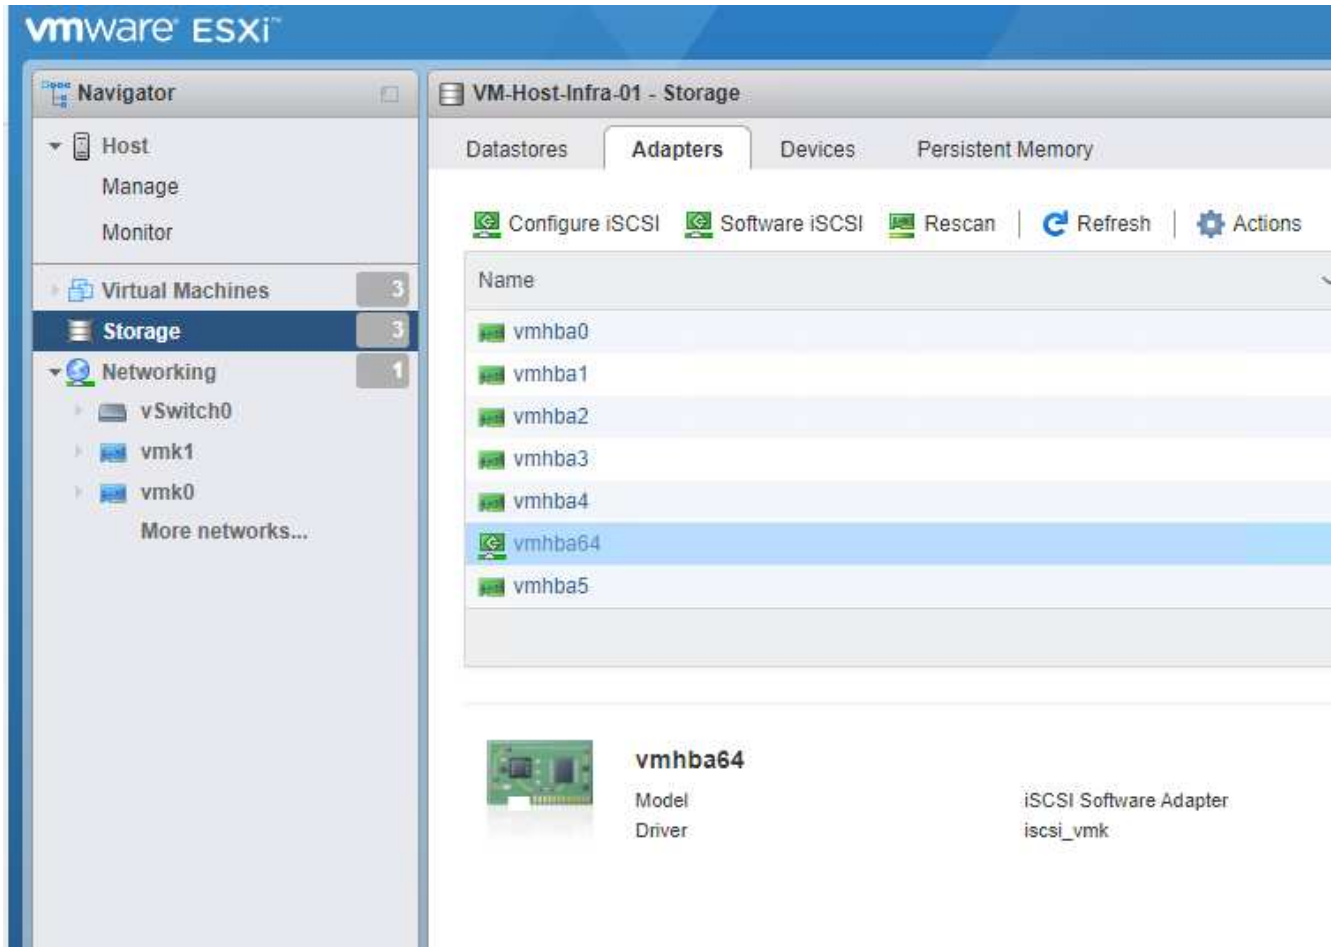 vmware ESXi™
Navigator
Host
Manage
Monitor
Virtual Machines 3
Storage 3
Networking 1
vSwitch0
vmk1
vmk0
More networks...
VM-Host-Infra-01 - Storage
Datastores Adapters Devices Persistent Memory
Configure iSCSI Software iSCSI Rescan Refresh Actions
Name
vmhba0
vmhba1
vmhba2
vmhba3
vmhba4
vmhba64
vmhba5
vmhba64
Model iSCSI Software Adapter
Driver iscsi_vmk